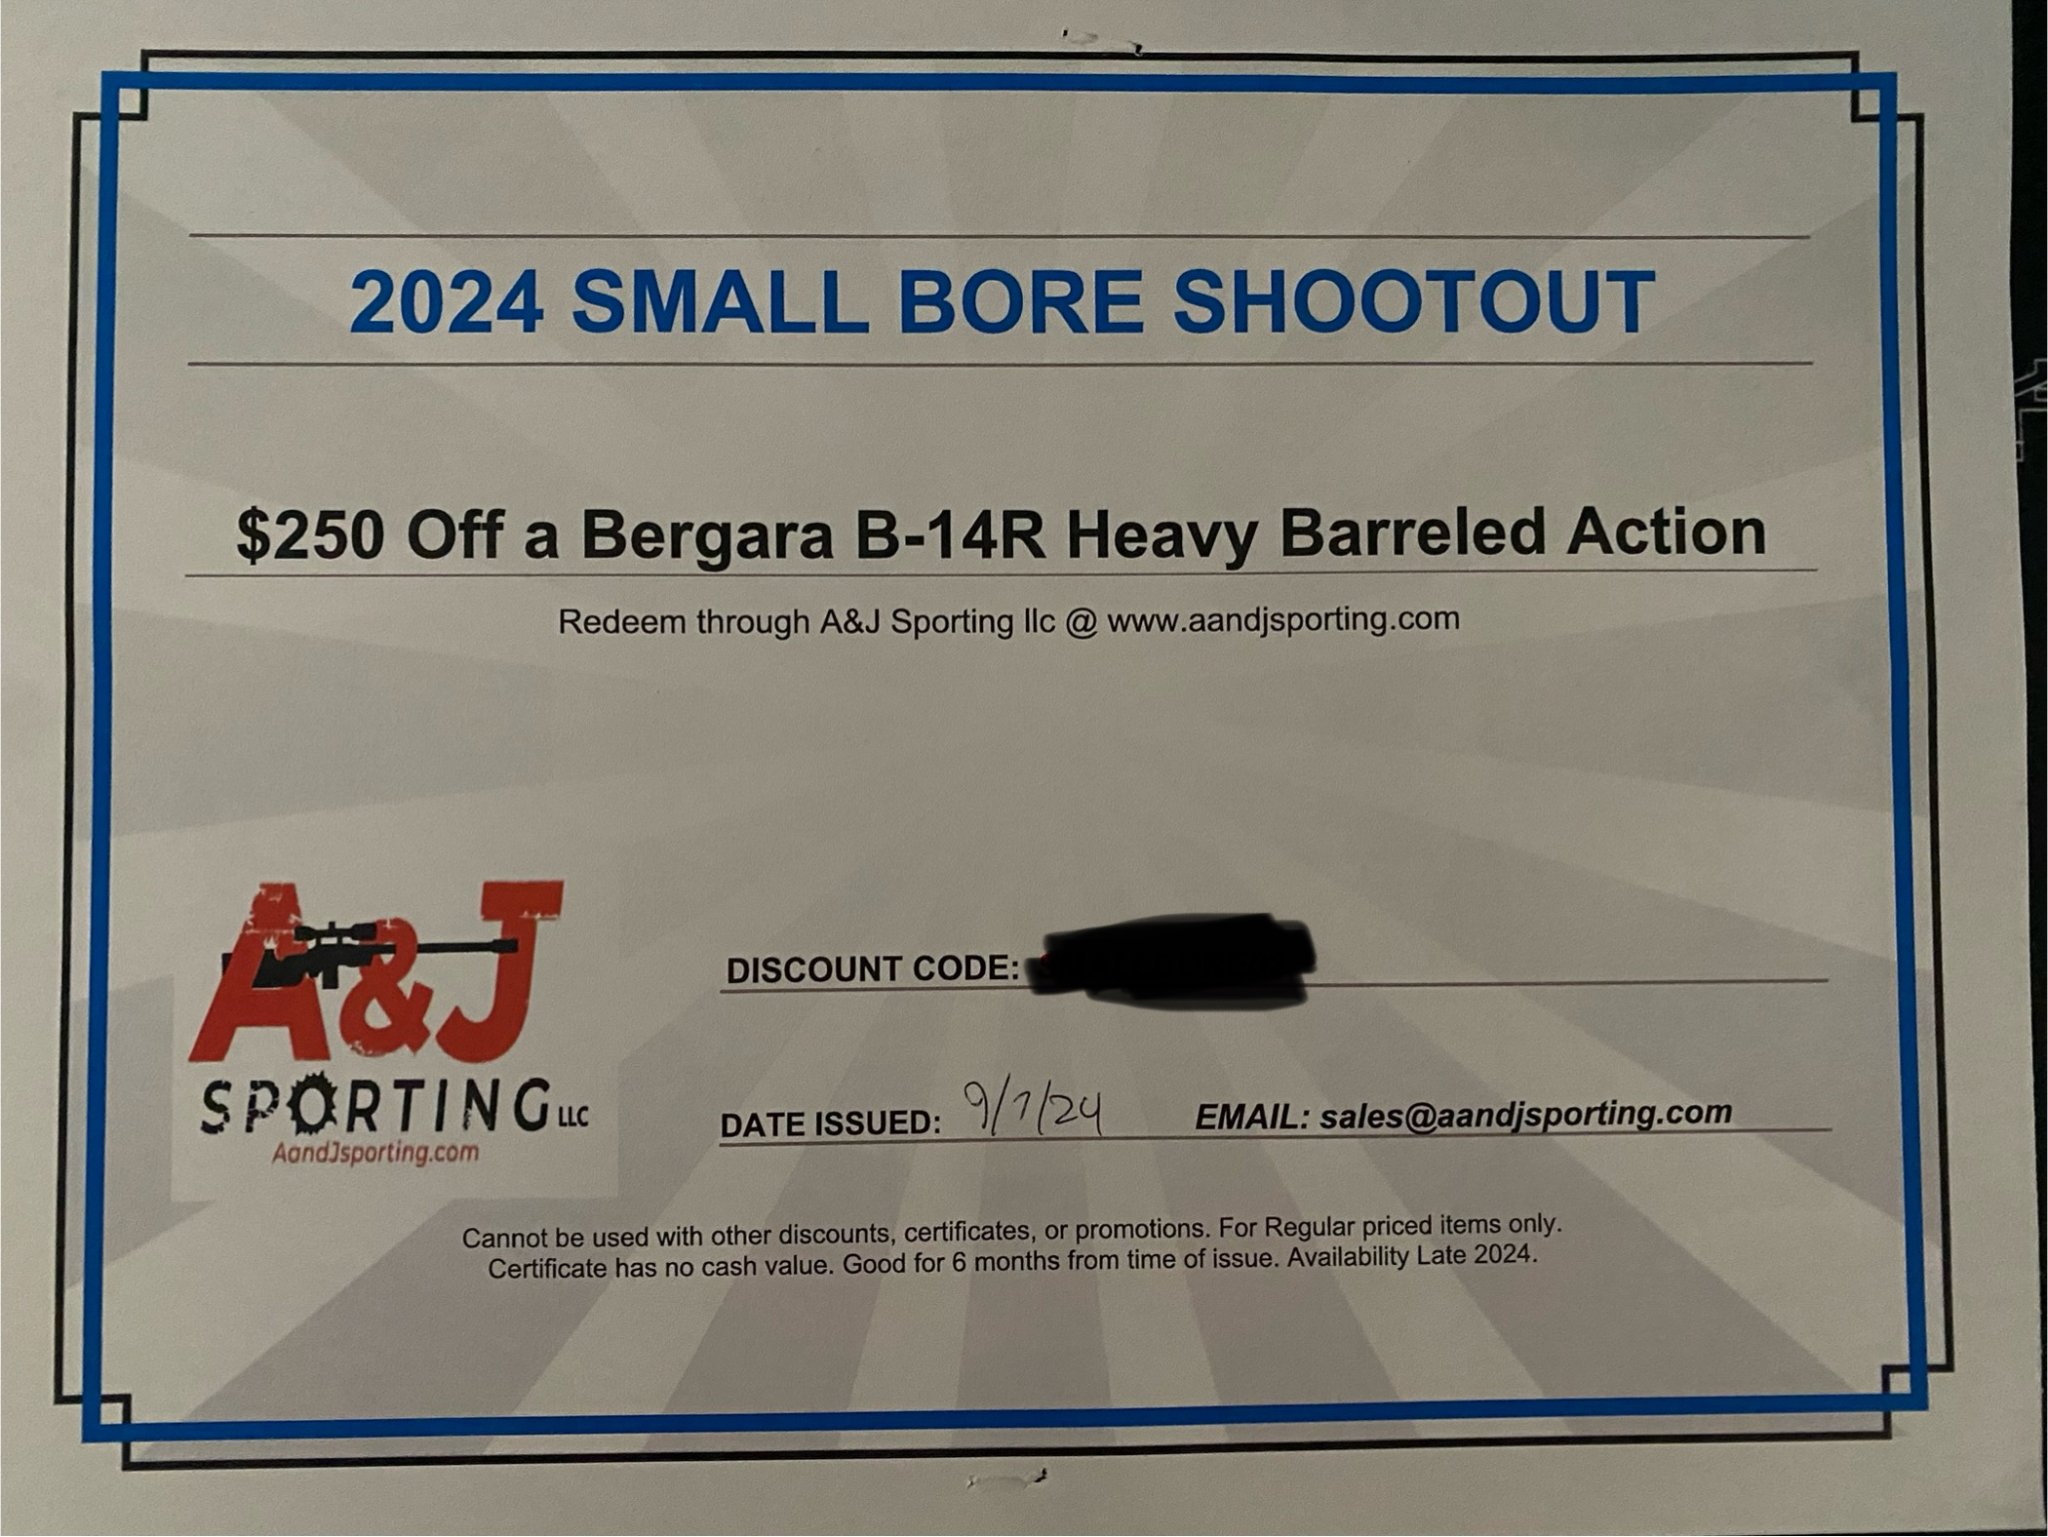 2024 SMALL BORE SHOOTOUT
$250 Off a Bergara B-14R Heavy Barreled Action
Redeem through A&J Sporting llc @ www.aandjsporting.com
A&J
SPORTING LLC
AandJsporting.com
DISCOUNT CODE:
DATE ISSUED: 9/7/24 EMAIL: sales@aandjsporting.com
Cannot be used with other discounts, certificates, or promotions. For Regular priced items only.
Certificate has no cash value. Good for 6 months from time of issue. Availability Late 2024.